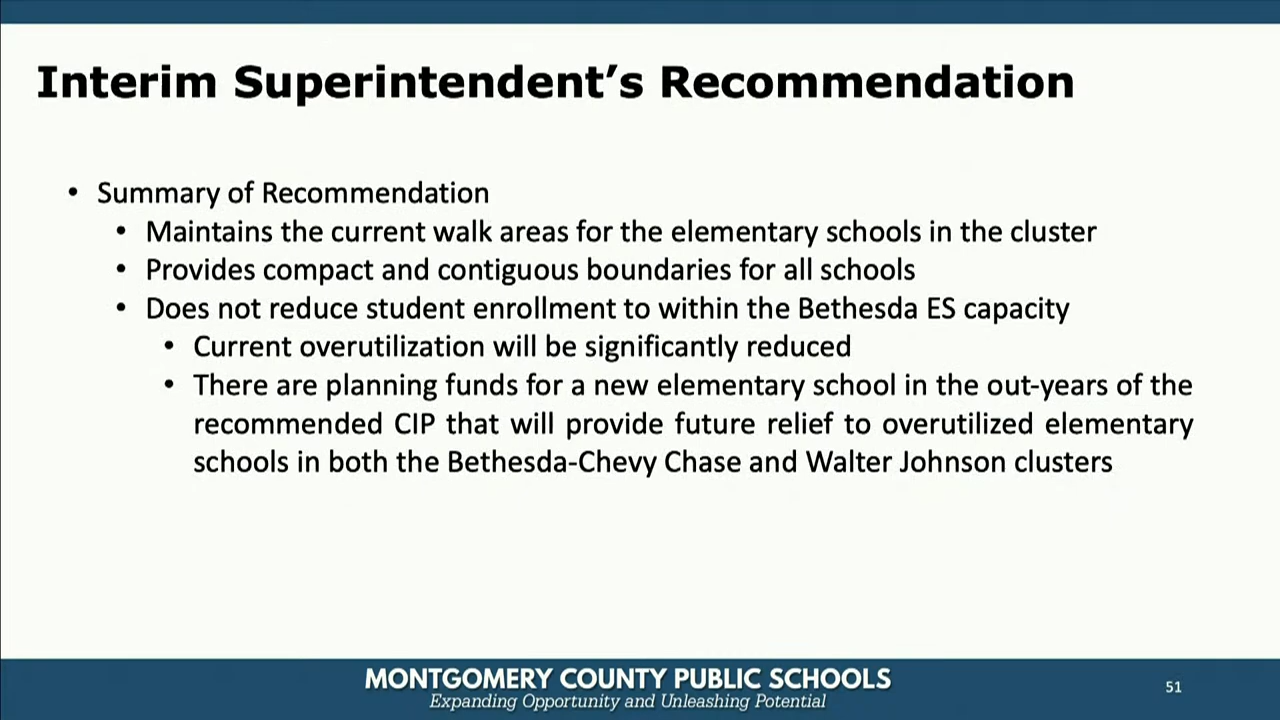 Interim Superintendent’s Recommendation
• Summary of Recommendation
• Maintains the current walk areas for the elementary schools in the cluster
• Provides compact and contiguous boundaries for all schools
• Does not reduce student enrollment to within the Bethesda ES capacity
• Current overutilization will be significantly reduced
• There are planning funds for a new elementary school in the out-years of the
recommended CIP that will provide future relief to overutilized elementary
schools in both the Bethesda-Chevy Chase and Walter Johnson clusters
MONTGOMERY COUNTY PUBLIC SCHOOLS
Expanding Opportunity and Unleashing Potential
51